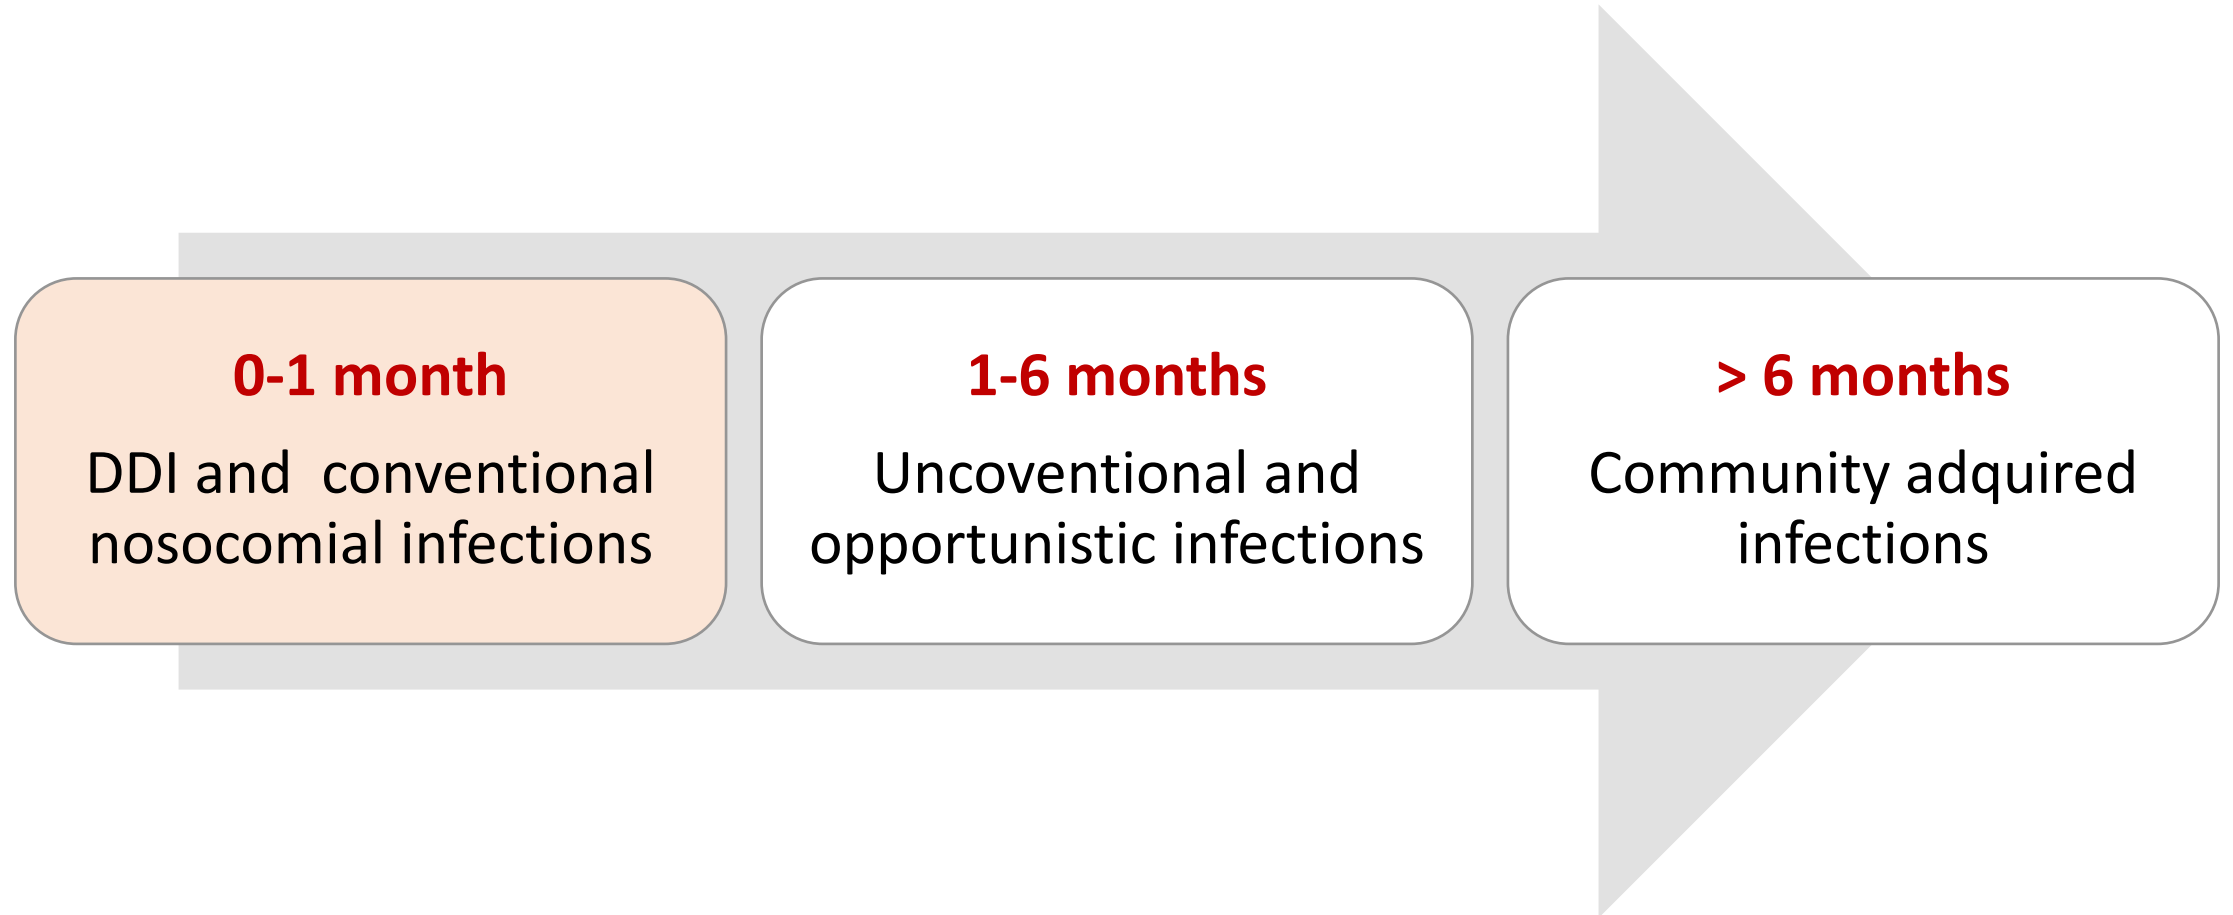 0-1 month
DDI and  conventional
nosocomial infections
1-6 months
Uncoventional and
opportunistic infections
> 6 months
Community adquired
infections